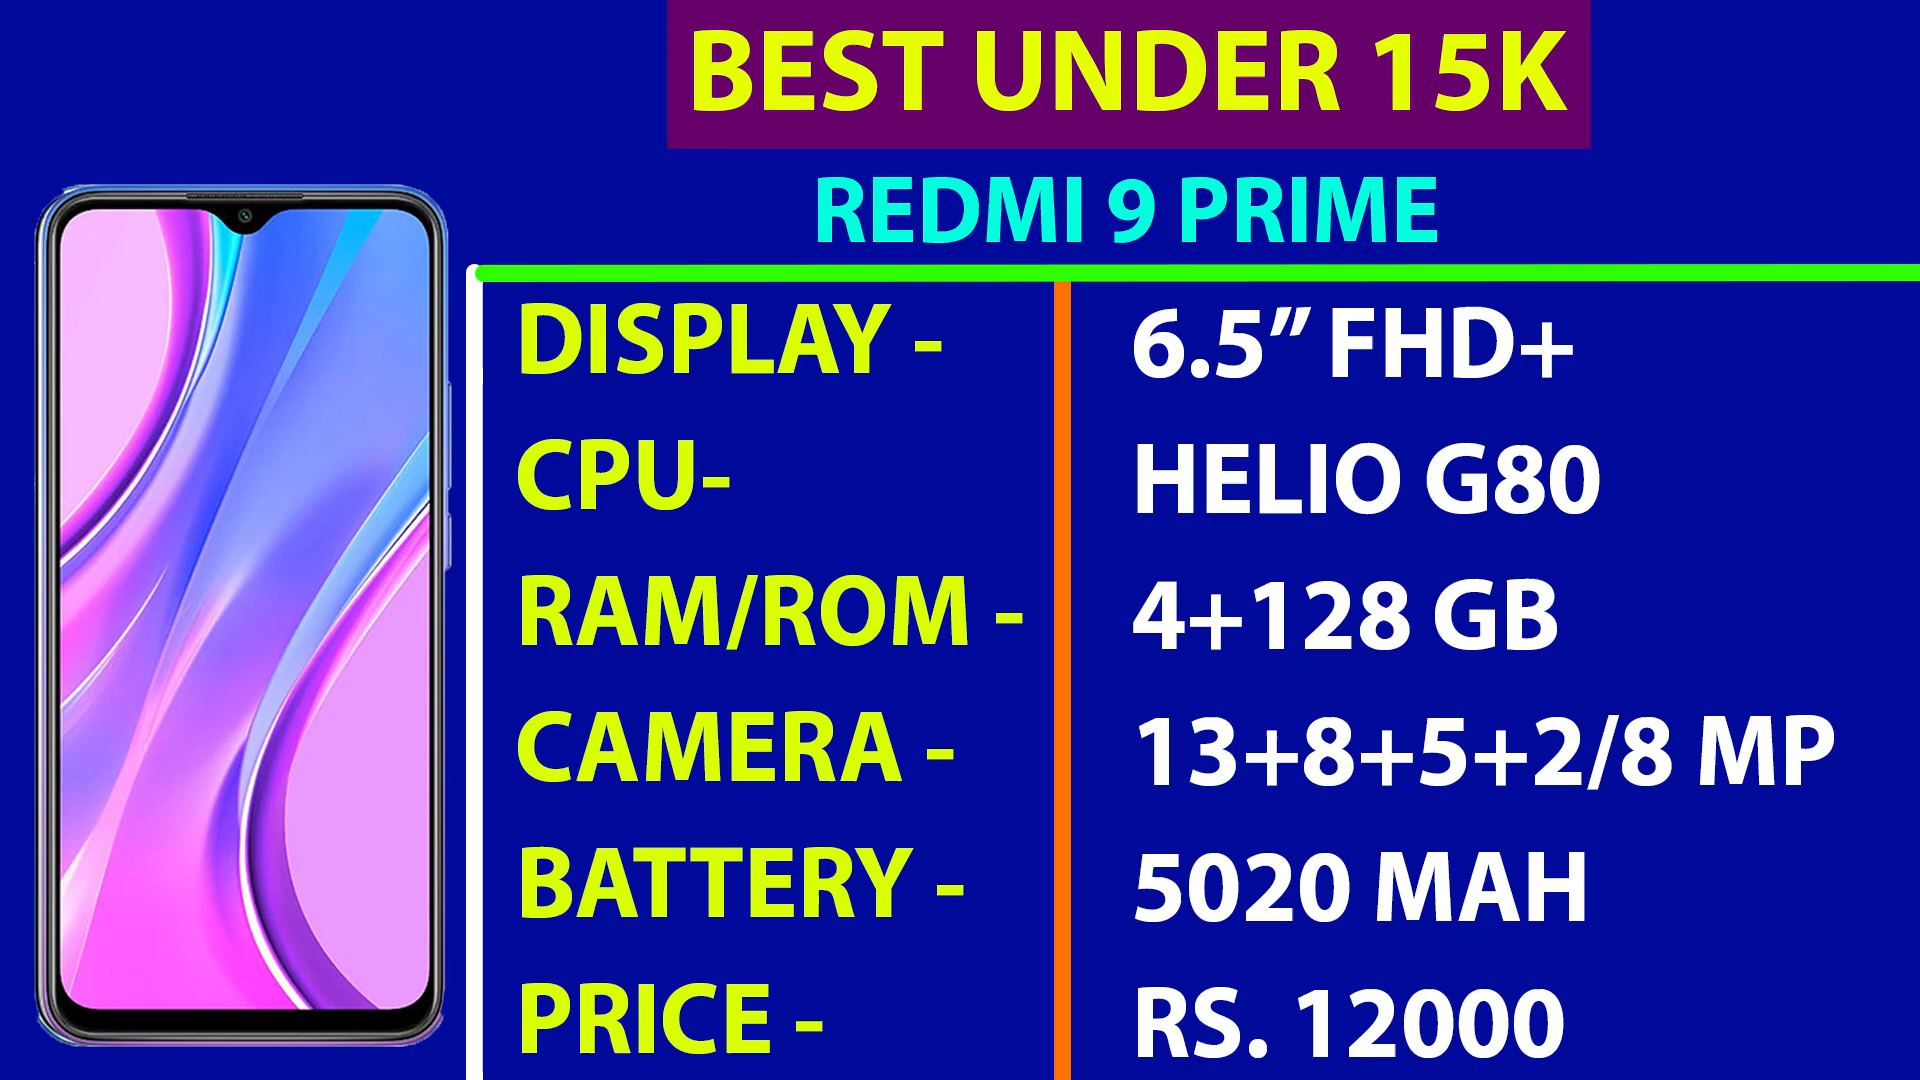 BEST UNDER 15K
REDMI 9 PRIME
DISPLAY - 6.5” FHD+
CPU- HELIO G80
RAM/ROM - 4+128 GB
CAMERA - 13+8+5+2/8 MP
BATTERY - 5020 MAH
PRICE - RS. 12000